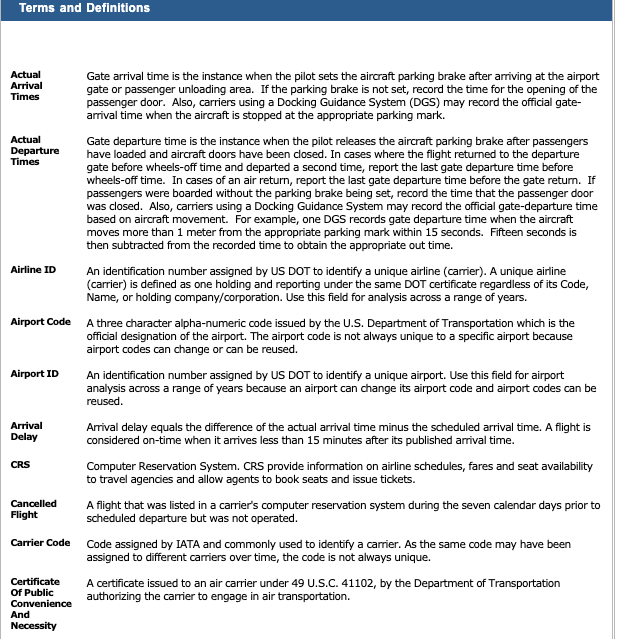 Terms and Definitions
Actual
Arrival
Times
Gate arrival time is the instance when the pilot sets the aircraft parking brake after arriving at the airport
gate or passenger unloading area.  If the parking brake is not set, record the time for the opening of the
passenger door.  Also, carriers using a Docking Guidance System (DGS) may record the official gate-
arrival time when the aircraft is stopped at the appropriate parking mark.
Actual
Departure
Times
Gate departure time is the instance when the pilot releases the aircraft parking brake after passengers
have loaded and aircraft doors have been closed. In cases where the flight returned to the departure
gate before wheels-off time and departed a second time, report the last gate departure time before
wheels-off time.  In cases of an air return, report the last gate departure time before the gate return.  If
passengers were boarded without the parking brake being set, record the time that the passenger door
was closed.  Also, carriers using a Docking Guidance System may record the official gate-departure time
based on aircraft movement.  For example, one DGS records gate departure time when the aircraft
moves more than 1 meter from the appropriate parking mark within 15 seconds.  Fifteen seconds is
then subtracted from the recorded time to obtain the appropriate out time.
Airline ID
An identification number assigned by US DOT to identify a unique airline (carrier). A unique airline
(carrier) is defined as one holding and reporting under the same DOT certificate regardless of its Code,
Name, or holding company/corporation. Use this field for analysis across a range of years.
Airport Code
A three character alpha-numeric code issued by the U.S. Department of Transportation which is the
official designation of the airport. The airport code is not always unique to a specific airport because
airport codes can change or can be reused.
Airport ID
An identification number assigned by US DOT to identify a unique airport. Use this field for airport
analysis across a range of years because an airport can change its airport code and airport codes can be
reused.
Arrival
Delay
Arrival delay equals the difference of the actual arrival time minus the scheduled arrival time. A flight is
considered on-time when it arrives less than 15 minutes after its published arrival time.
CRS
Computer Reservation System. CRS provide information on airline schedules, fares and seat availability
to travel agencies and allow agents to book seats and issue tickets.
Cancelled
Flight
A flight that was listed in a carrier's computer reservation system during the seven calendar days prior to
scheduled departure but was not operated.
Carrier Code
Code assigned by IATA and commonly used to identify a carrier. As the same code may have been
assigned to different carriers over time, the code is not always unique.
Certificate
Of Public
Convenience
And
Necessity
A certificate issued to an air carrier under 49 U.S.C. 41102, by the Department of Transportation
authorizing the carrier to engage in air transportation.